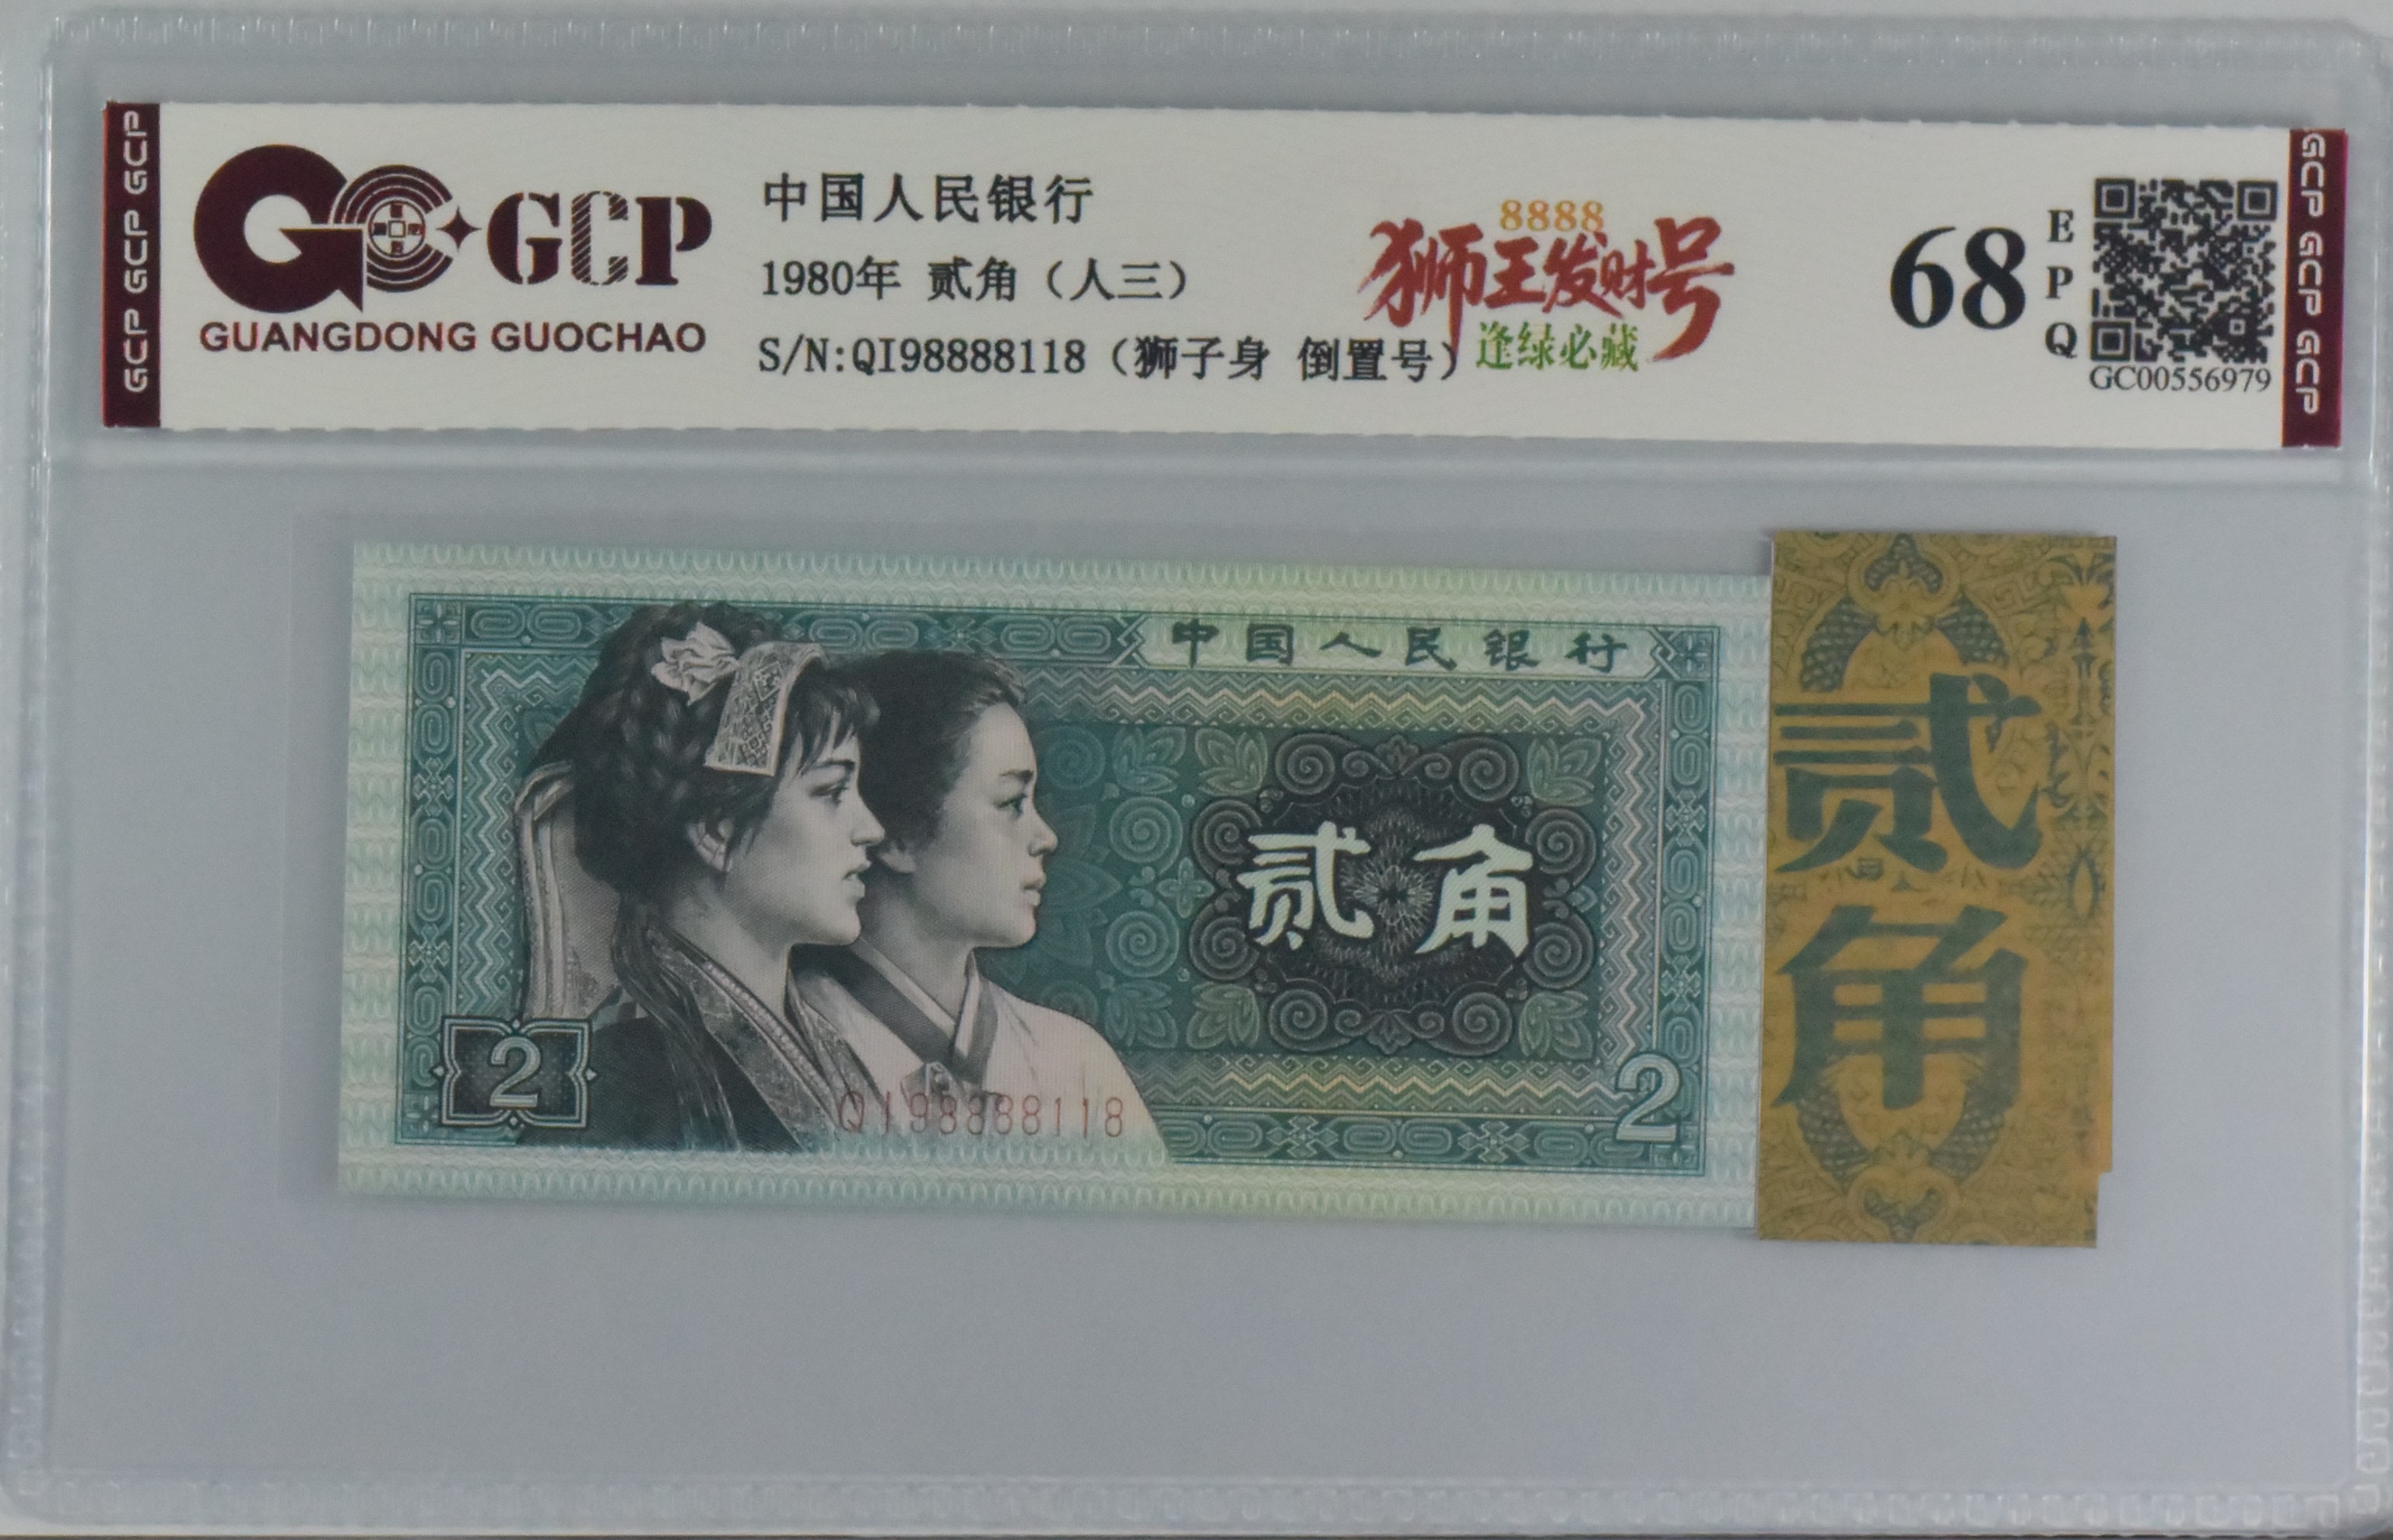 GCP GCP GCP
GCP
GUANGDONG GUOCHAO
中国人民银行
1980年 贰角（人三）
S/N:QI98888118（狮子身 倒置号）
8888
狮王发财号
逢绿必藏
68
EPQ
GC00556979
GCP GCP GCP
中国人民银行
贰角
2
QI98888118
2
贰角